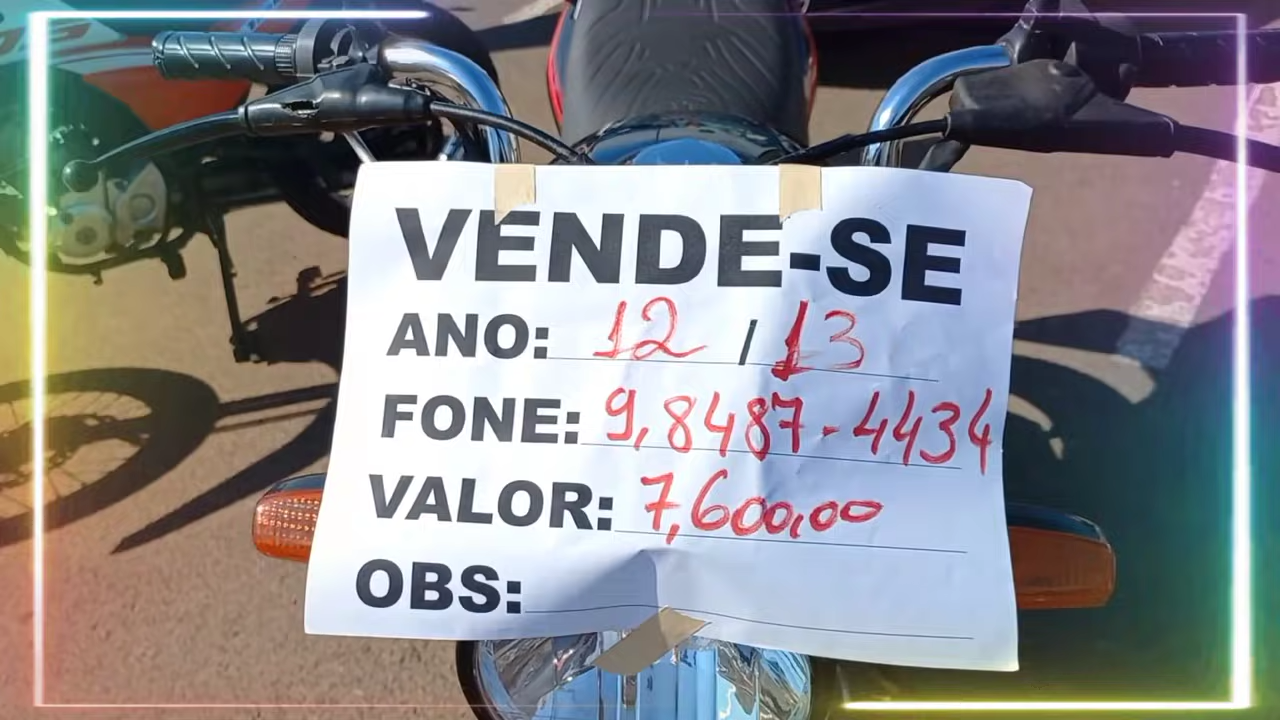 VENDE-SE
ANO: 12 / 13
FONE: 9,8487-4434
VALOR: 7,600,00
OBS: